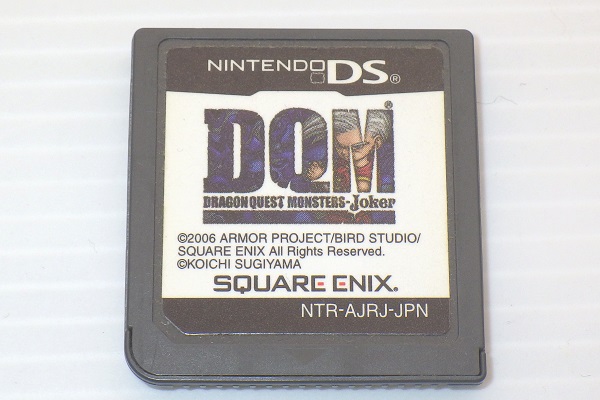 NINTENDO DS®
DQM®
DRAGON QUEST MONSTERS-Joker
©2006 ARMOR PROJECT/BIRD STUDIO/
SQUARE ENIX All Rights Reserved.
©KOICHI SUGIYAMA
SQUARE ENIX.
NTR-AJRJ-JPN